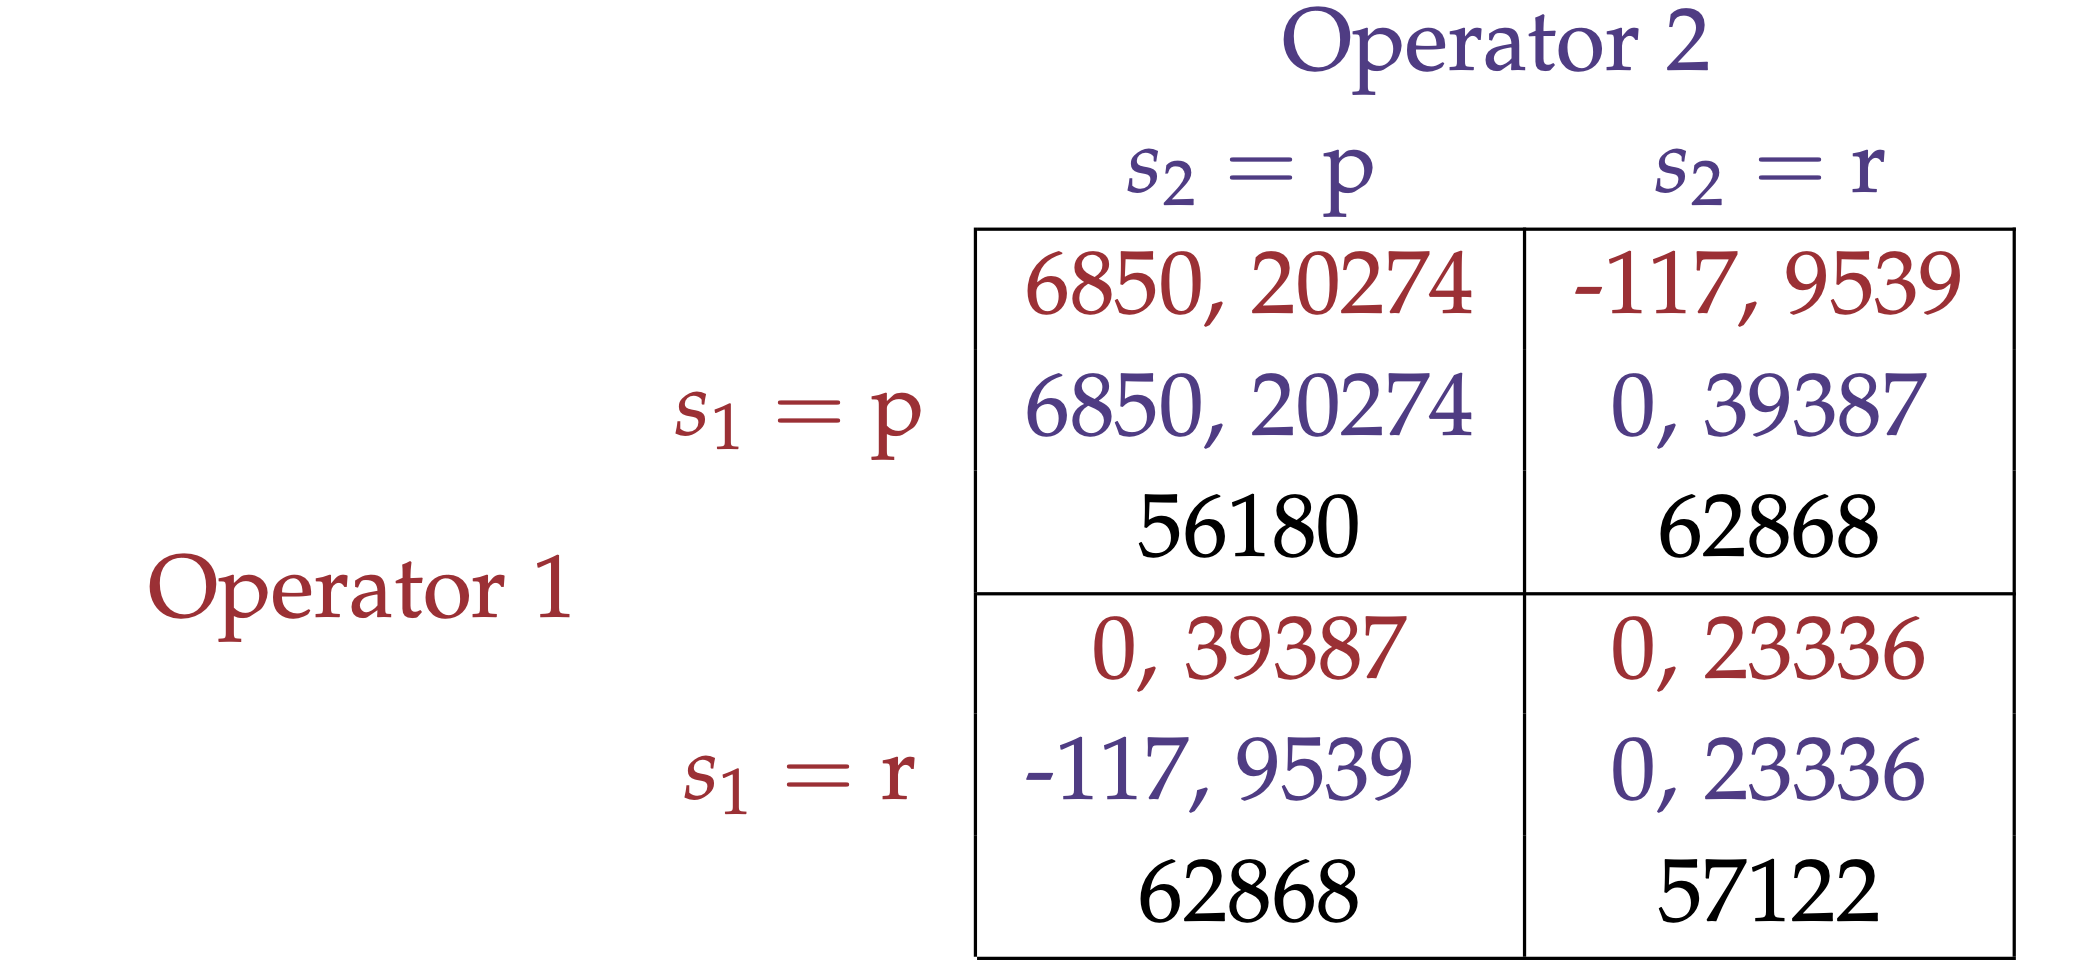 Operator 2
s₂ = p s₂ = r
6850, 20274 -117, 9539
s₁ = p 6850, 20274 0, 39387
56180 62868
Operator 1
0, 39387 0, 23336
s₁ = r -117, 9539 0, 23336
62868 57122